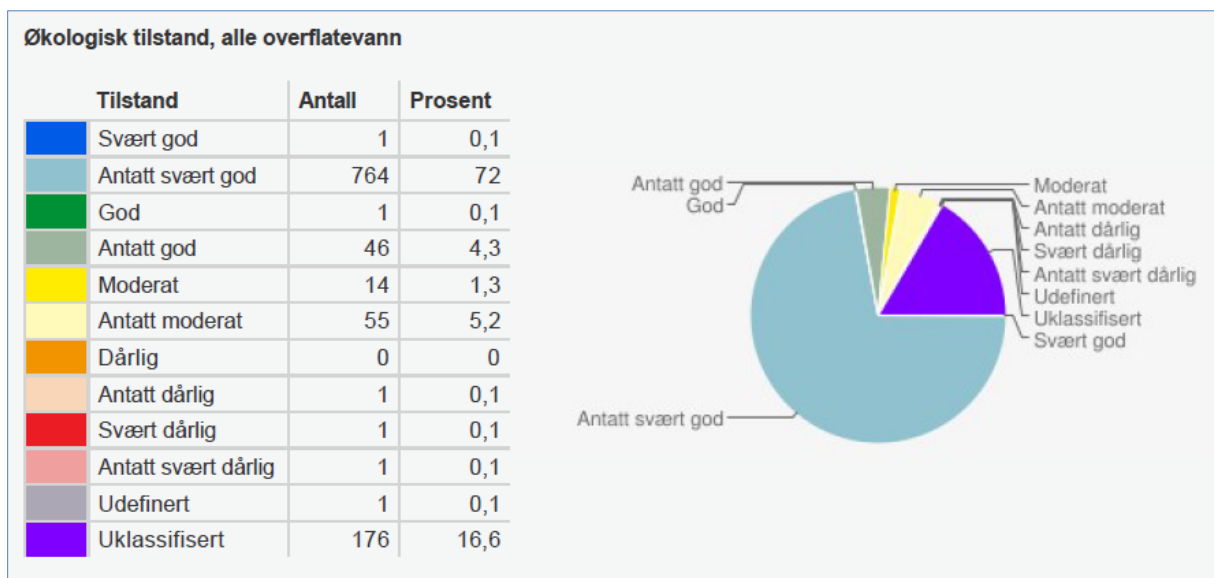 Økologisk tilstand, alle overflatevann
Tilstand Antall Prosent
Svært god 1 0,1
Antatt svært god 764 72
God 1 0,1
Antatt god 46 4,3
Moderat 14 1,3
Antatt moderat 55 5,2
Dårlig 0 0
Antatt dårlig 1 0,1
Svært dårlig 1 0,1
Antatt svært dårlig 1 0,1
Udefinert 1 0,1
Uklassifisert 176 16,6
Antatt god
God
Antatt svært god
Moderat
Antatt moderat
Antatt dårlig
Svært dårlig
Antatt svært dårlig
Udefinert
Uklassifisert
Svært god